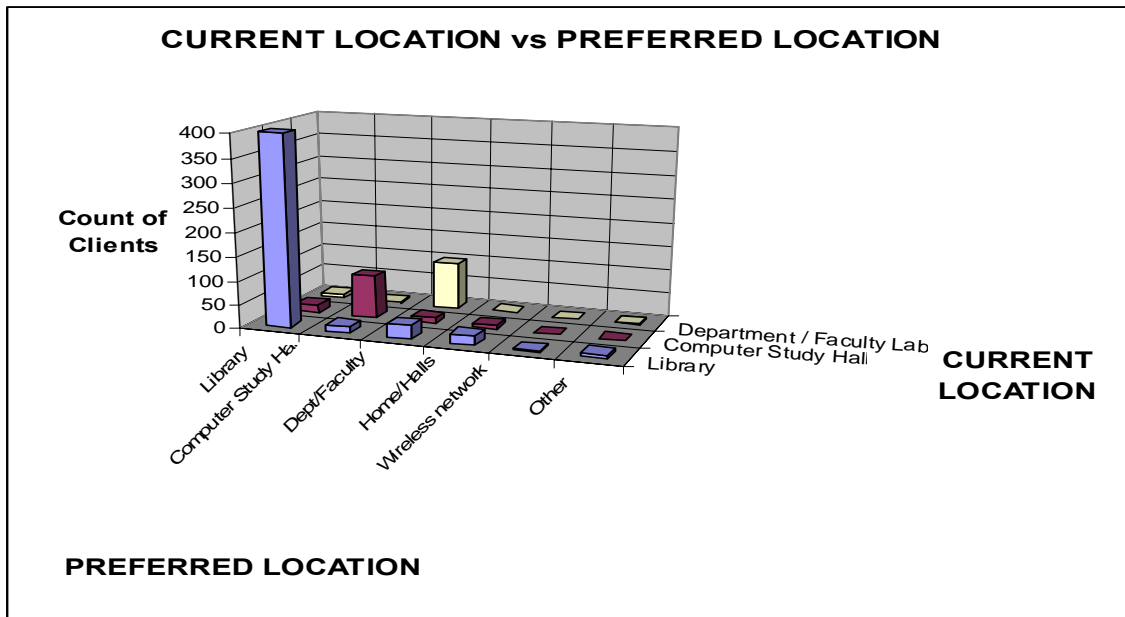 CURRENT LOCATION vs PREFERRED LOCATION
400
350
300
250
200
150
100
50
0
Count of
Clients
Library
Computer Study Hal
Dept/Faculty
Home/Halls
Wireless network
Other
Department / Faculty Lab
Computer Study Hall
Library
CURRENT
LOCATION
PREFERRED LOCATION